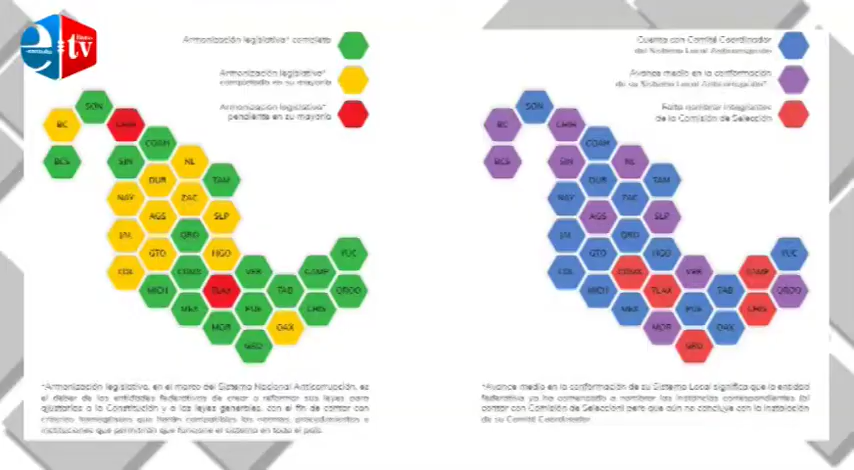 e consulta
tv
Armonización legislativa* completa
Armonización legislativa*
completada en su mayoría
Armonización legislativa*
pendiente en su mayoría
SON
BC
CHIH
COAH
BCS
SIN
NL
DUR
TAM
NAY
ZAC
AGS
SLP
JAL
QRO
GTO
HGO
YUC
COL
CDMX
VER
CAMP
MICH
TLAX
TAB
QROO
MEX
PUE
CHIS
MOR
OAX
GRO
*Armonización legislativa, en el marco del Sistema Nacional Anticorrupción, es
el deber de las entidades federativas de crear o reformar sus leyes para
ajustarlas a la Constitución y a las leyes generales, con el fin de contar con
criterios homogéneos que harán compatibles las normas, procedimientos e
instituciones que permitirán que funcione el sistema en todo el país.
Cuenta con Comité Coordinador
del Sistema Local Anticorrupción
Avance medio en la conformación
de su Sistema Local Anticorrupción*
Falta nombrar integrantes
de la Comisión de Selección
SON
BC
CHIH
COAH
BCS
SIN
NL
DUR
TAM
NAY
ZAC
AGS
SLP
JAL
QRO
GTO
HGO
YUC
COL
CDMX
VER
CAMP
MICH
TLAX
TAB
QROO
MEX
PUE
CHIS
MOR
OAX
GRO
*Avance medio en la conformación de su Sistema Local significa que la entidad
federativa ya ha comenzado a nombrar las instancias correspondientes (al
contar con Comisión de Selección) pero que aún no concluye con la instalación
de su Comité Coordinador